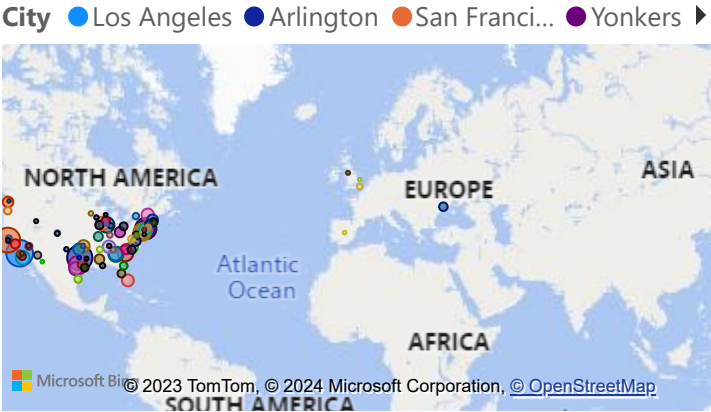 City Los Angeles Arlington San Franci... Yonkers
NORTH AMERICA
ASIA
EUROPE
Atlantic
Ocean
AFRICA
Microsoft Bin
© 2023 TomTom, © 2024 Microsoft Corporation, © OpenStreetMap
SOUTH AMERICA